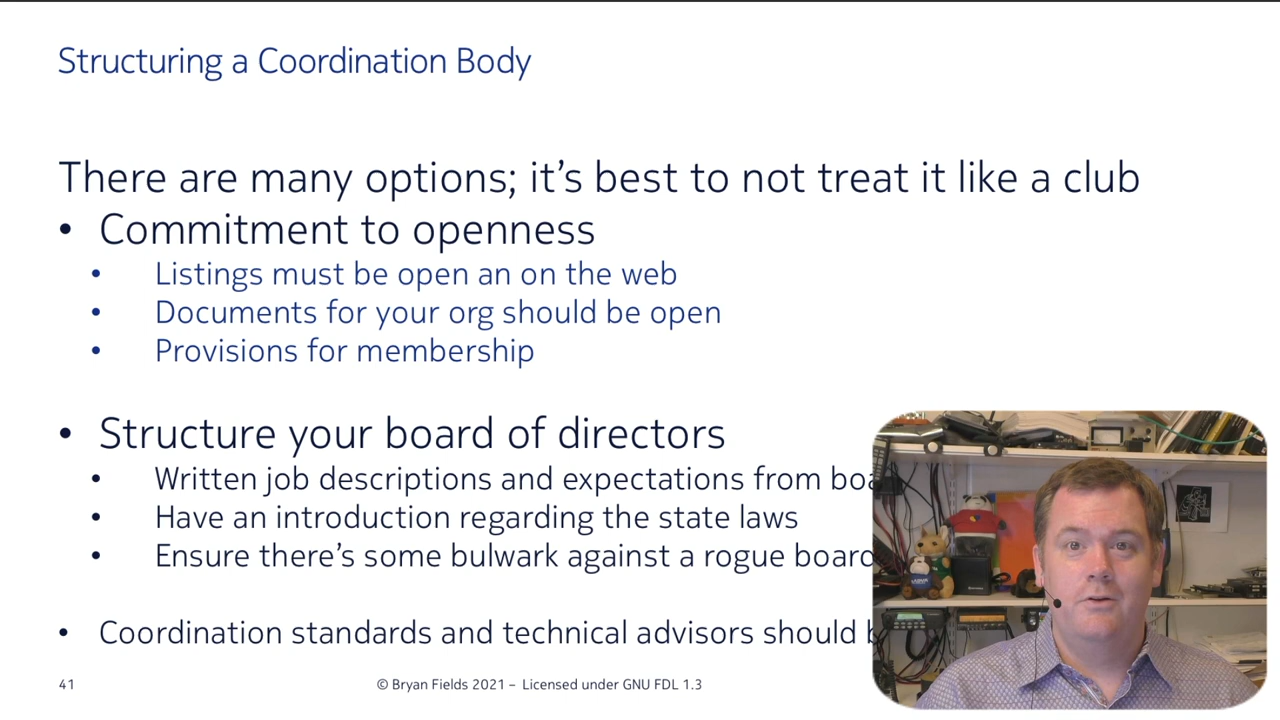 Structuring a Coordination Body
There are many options; it's best to not treat it like a club
• Commitment to openness
• Listings must be open an on the web
• Documents for your org should be open
• Provisions for membership
• Structure your board of directors
• Written job descriptions and expectations from
• Have an introduction regarding the state laws
• Ensure there's some bulwark against a rogue board
• Coordination standards and technical advisors should
41
© Bryan Fields 2021 – Licensed under GNU FDL 1.3